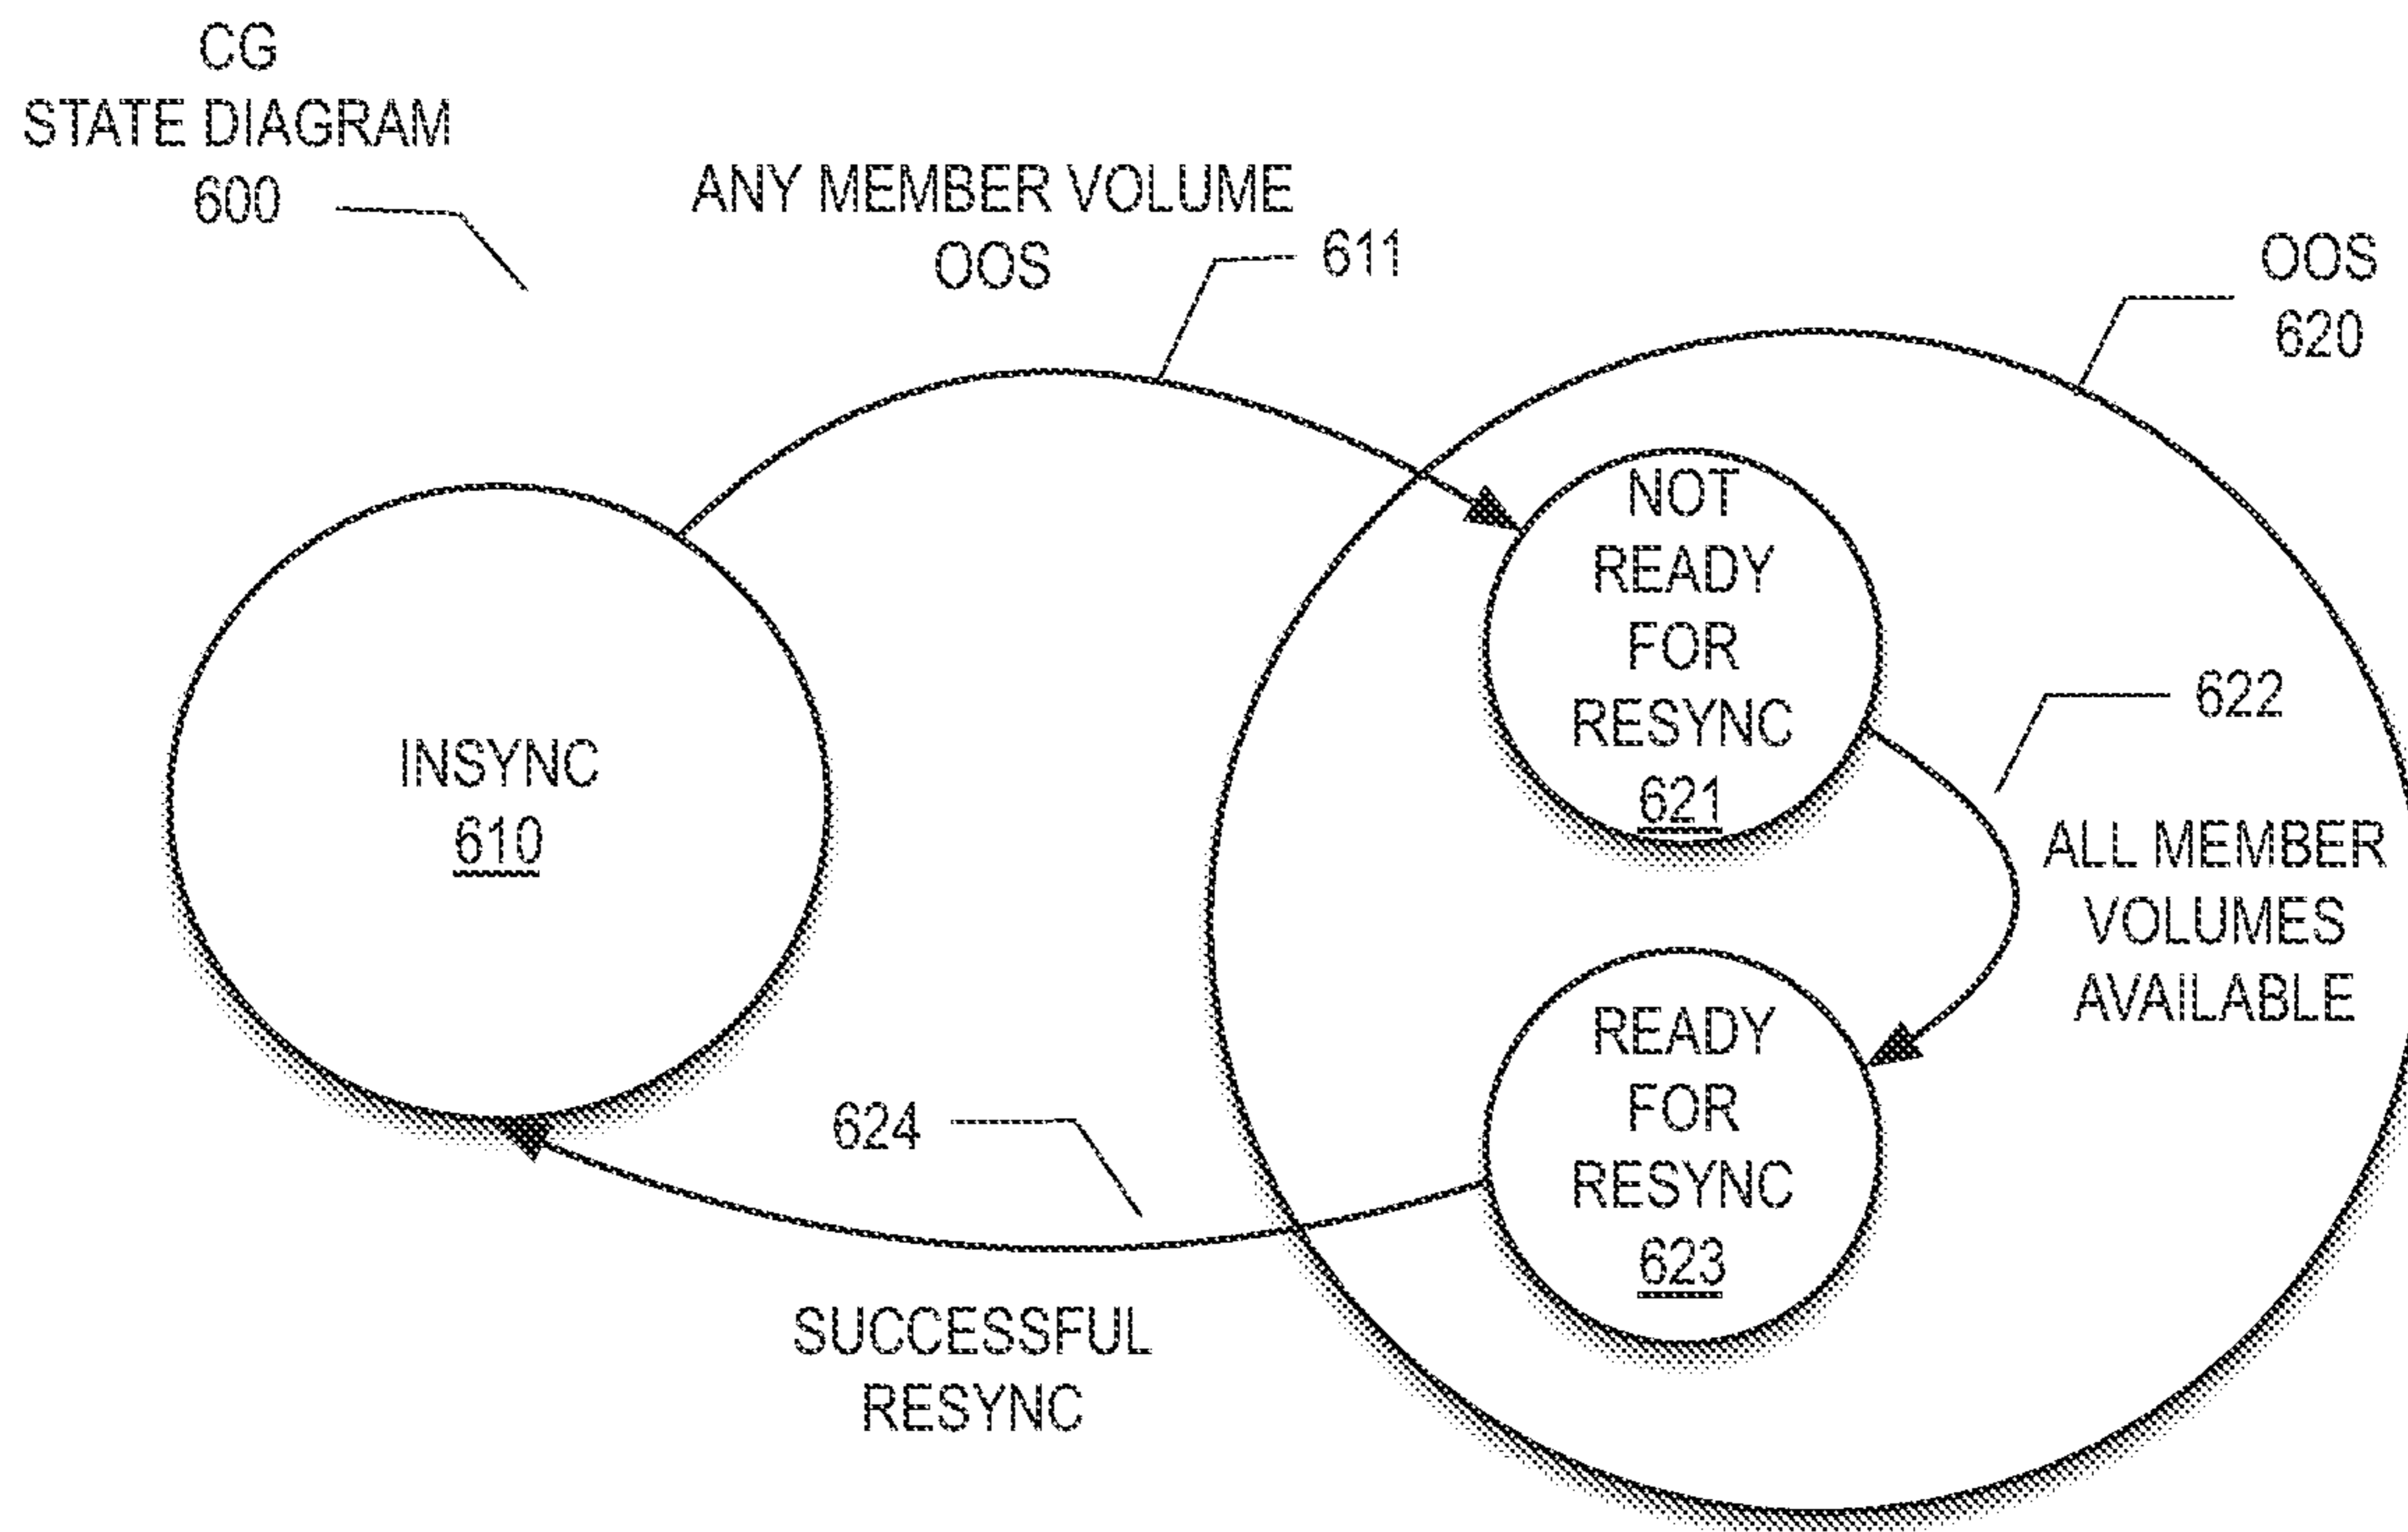 CG
STATE DIAGRAM
600
ANY MEMBER VOLUME
OOS
611
OOS
620
NOT
READY
FOR
RESYNC
621
622
INSYNC
610
ALL MEMBER
VOLUMES
AVAILABLE
READY
FOR
RESYNC
623
624
SUCCESSFUL
RESYNC